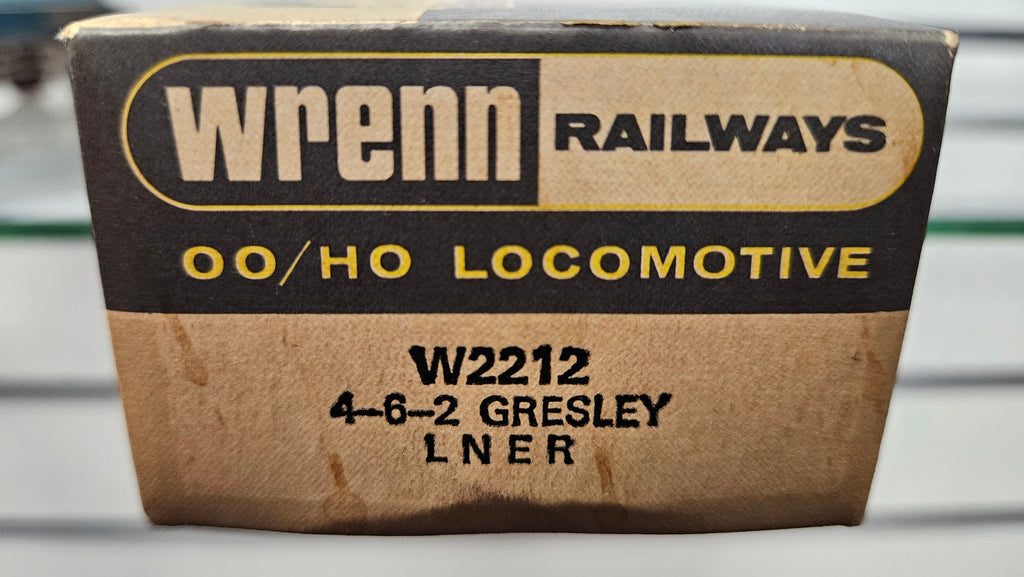 wrenn RAILWAYS
OO/HO LOCOMOTIVE
W2212
4-6-2 GRESLEY
LNER